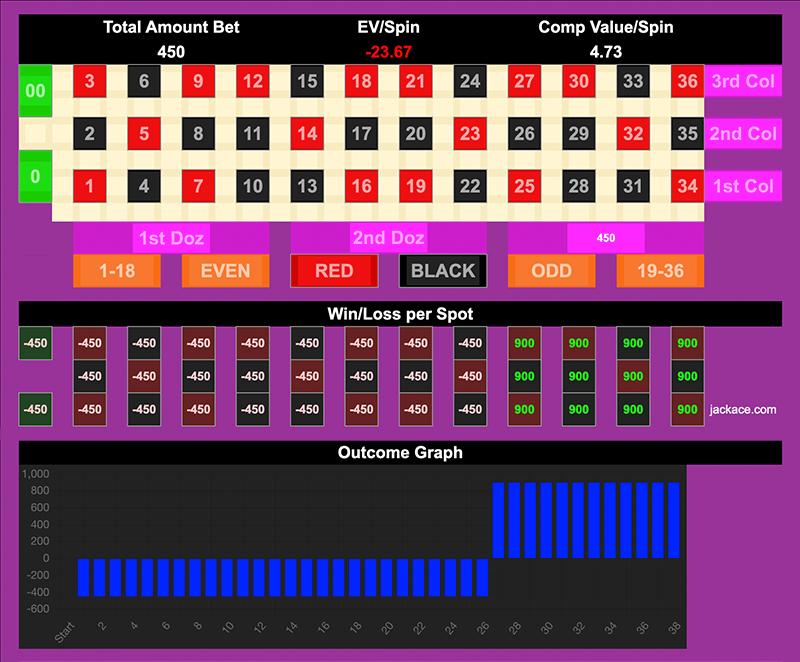 Total Amount Bet EV/Spin Comp Value/Spin
450 -23.67 4.73
00 3 6 9 12 15 18 21 24 27 30 33 36 3rd Col
2 5 8 11 14 17 20 23 26 29 32 35 2nd Col
0 1 4 7 10 13 16 19 22 25 28 31 34 1st Col
1st Doz 2nd Doz 450
1-18 EVEN RED BLACK ODD 19-36
Win/Loss per Spot
-450 -450 -450 -450 -450 -450 -450 -450 -450 900 900 900 900
-450 -450 -450 -450 -450 -450 -450 -450 900 900 900 900
-450 -450 -450 -450 -450 -450 -450 -450 -450 900 900 900 900 jackace.com
Outcome Graph
1,000
800
600
400
200
0
-200
-400
-600
Start 2 4 6 8 10 12 14 16 18 20 22 24 26 28 30 32 34 36 38